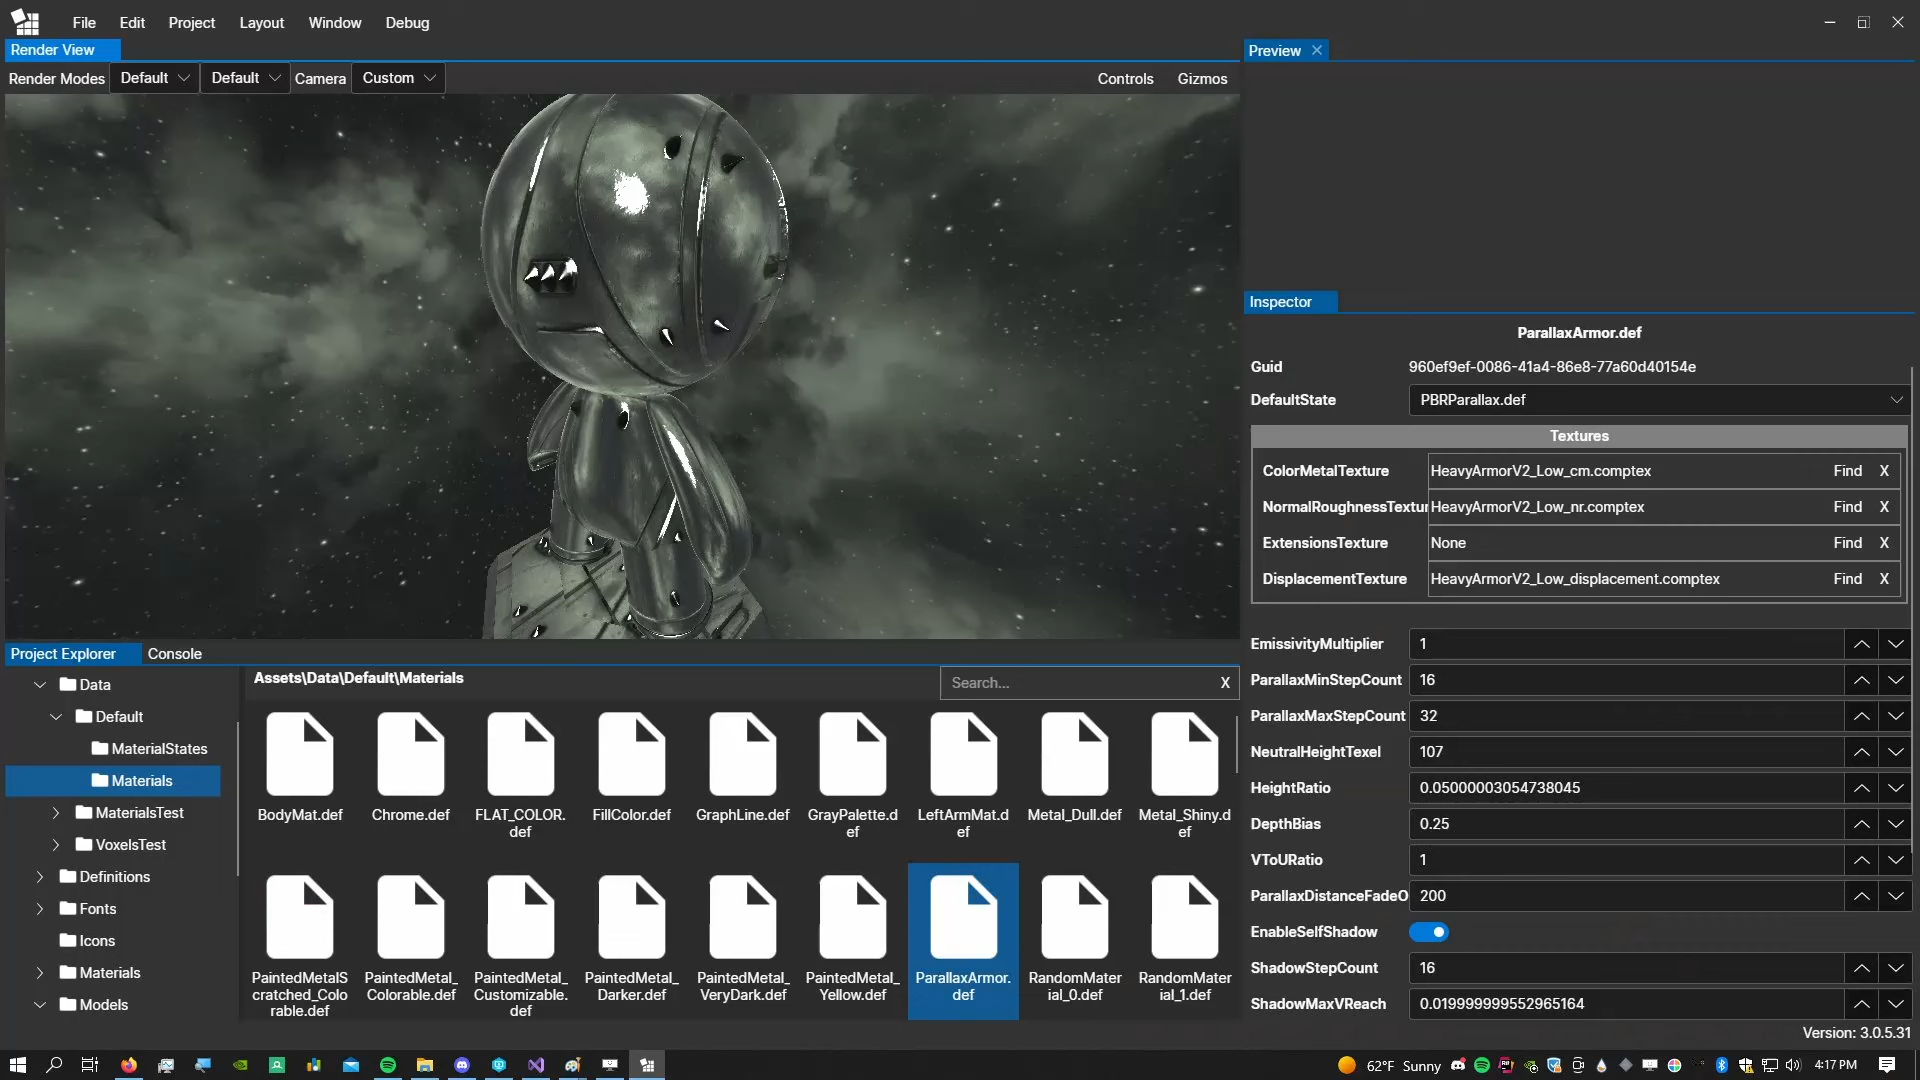 File Edit Project Layout Window Debug
Render View
Render Modes Default Default Camera Custom Controls Gizmos
Preview
Inspector
ParallaxArmor.def
Guid 960ef9ef-0086-41a4-86e8-77a60d40154e
DefaultState PBRParallax.def
Textures
ColorMetalTexture HeavyArmorV2_Low_cm.comptex Find X
NormalRoughnessTextur HeavyArmorV2_Low_nr.comptex Find X
ExtensionsTexture None Find X
DisplacementTexture HeavyArmorV2_Low_displacement.comptex Find X
EmissivityMultiplier 1
ParallaxMinStepCount 16
ParallaxMaxStepCount 32
NeutralHeightTexel 107
HeightRatio 0.05000003054738045
DepthBias 0.25
VToURatio 1
ParallaxDistanceFadeO 200
EnableSelfShadow
ShadowStepCount 16
ShadowMaxVReach 0.019999999552965164
Version: 3.0.5.31
Project Explorer Console
Data
Default
MaterialStates
Materials
MaterialsTest
VoxelsTest
Definitions
Fonts
Icons
Materials
Models
Assets\Data\Default\Materials
Search... X
BodyMat.def
Chrome.def
FLAT_COLOR.
def
FillColor.def
GraphLine.def
GrayPalette.d
ef
LeftArmMat.d
ef
Metal_Dull.def
Metal_Shiny.d
ef
PaintedMetalS
cratched_Colo
rable.def
PaintedMetal_
Colorable.def
PaintedMetal_
Customizable.
def
PaintedMetal_
Darker.def
PaintedMetal_
VeryDark.def
PaintedMetal_
Yellow.def
ParallaxArmor.
def
RandomMater
ial_0.def
RandomMater
ial_1.def
62°F Sunny
4:17 PM